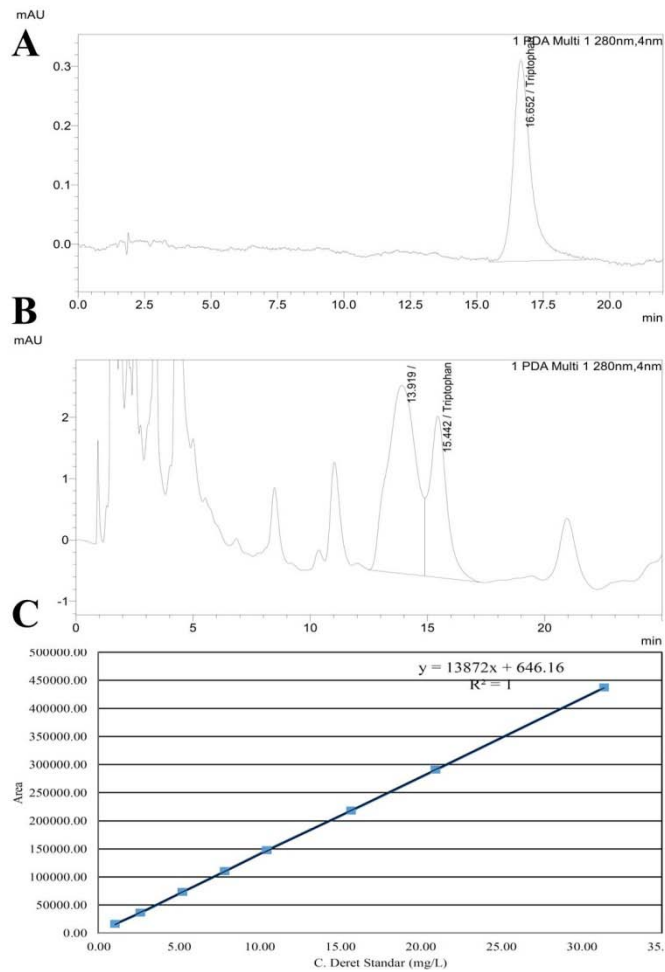 mAU
A
1 PDA Multi 1 280nm,4nm
16.652 / Triptophan
0.3
0.2
0.1
0.0
0.0 2.5 5.0 7.5 10.0 12.5 15.0 17.5 20.0
min
B
mAU
1 PDA Multi 1 280nm,4nm
13.919 /
15.442 / Triptophan
2
1
0
-1
0 5 10 15 20
min
C
500000.00
y = 13872x + 646.16
R² = 1
450000.00
400000.00
350000.00
300000.00
250000.00
200000.00
150000.00
100000.00
50000.00
0.00
Area
0.00 5.00 10.00 15.00 20.00 25.00 30.00 35.
C. Deret Standar (mg/L)